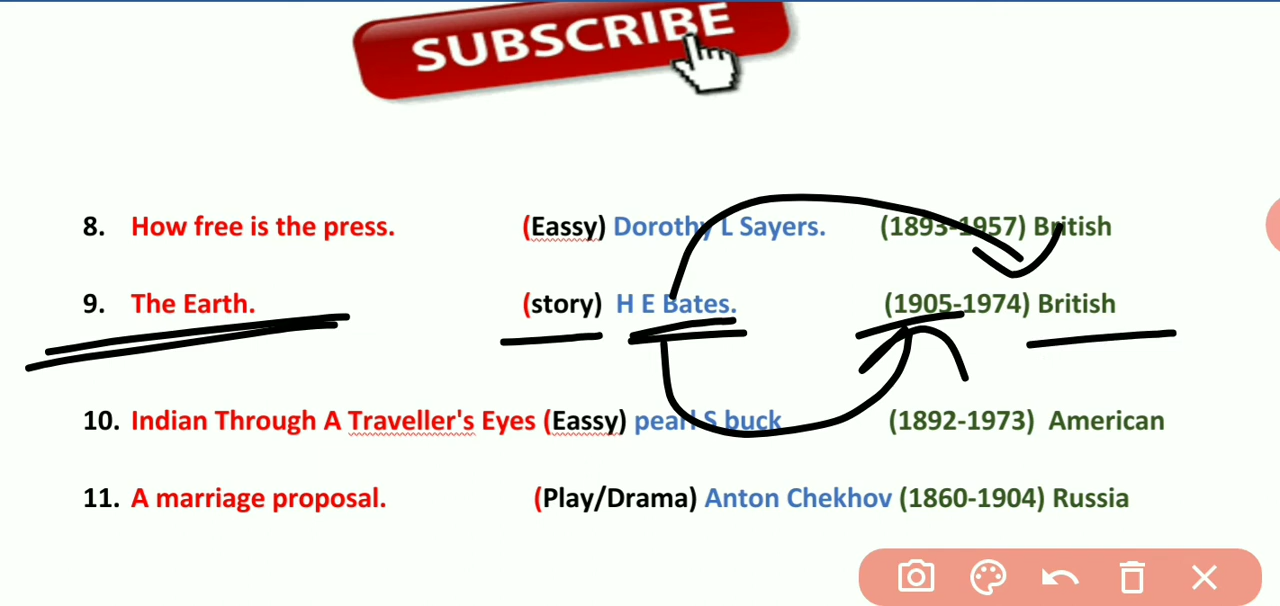 SUBSCRIBE
8. How free is the press. (Eassy) Dorothy L Sayers. (1893-1957) British
9. The Earth. (story) H E Bates. (1905-1974) British
10. Indian Through A Traveller's Eyes (Eassy) pearl S buck (1892-1973) American
11. A marriage proposal. (Play/Drama) Anton Chekhov (1860-1904) Russia